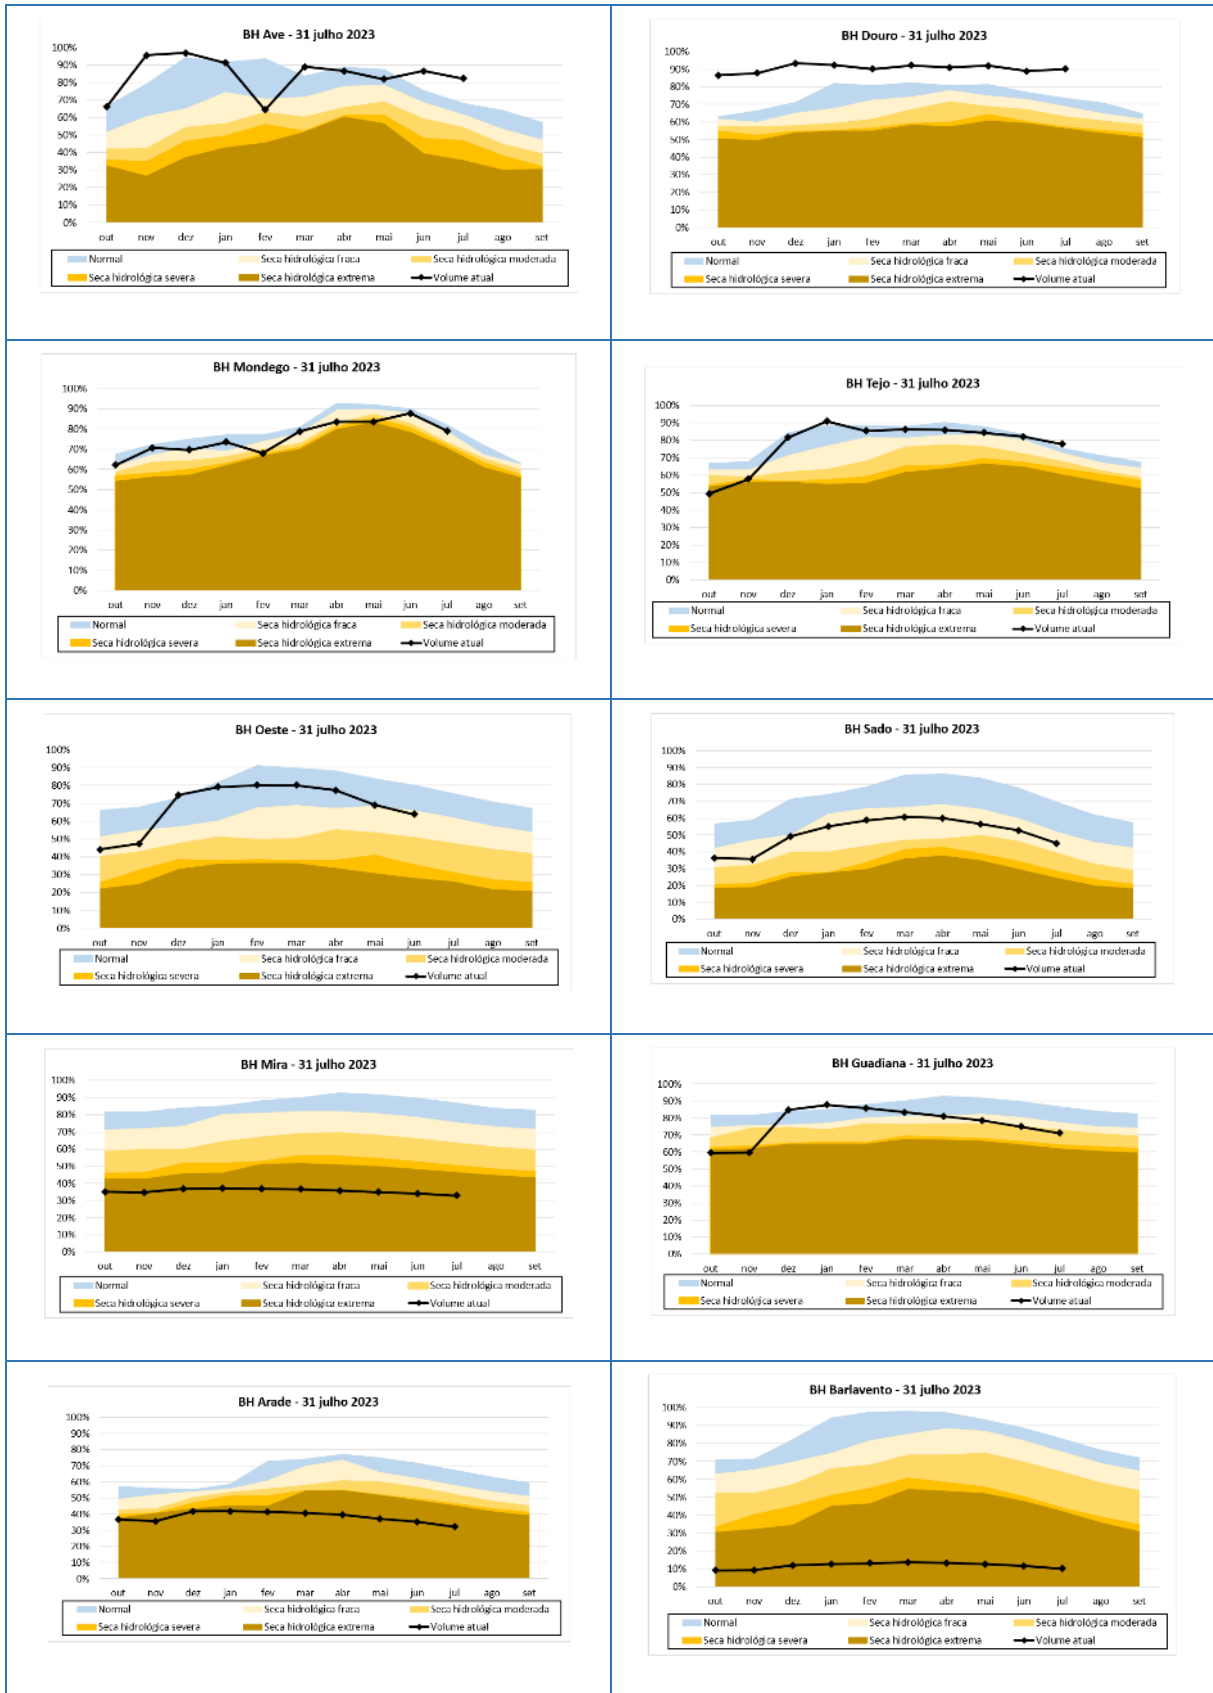 BH Ave - 31 julho 2023
100%
90%
80%
70%
60%
50%
40%
30%
20%
10%
0%
out nov dez jan fev mar abr mai jun jul ago set
Normal Seca hidrológica fraca Seca hidrológica moderada
Seca hidrológica severa Seca hidrológica extrema Volume atual
BH Douro - 31 julho 2023
100%
90%
80%
70%
60%
50%
40%
30%
20%
10%
0%
out nov dez jan fev mar abr mai jun jul ago set
Normal Seca hidrológica fraca Seca hidrológica moderada
Seca hidrológica severa Seca hidrológica extrema Volume atual
BH Mondego - 31 julho 2023
100%
90%
80%
70%
60%
50%
40%
30%
20%
10%
0%
out nov dez jan fev mar abr mai jun jul ago set
Normal Seca hidrológica fraca Seca hidrológica moderada
Seca hidrológica severa Seca hidrológica extrema Volume atual
BH Tejo - 31 julho 2023
100%
90%
80%
70%
60%
50%
40%
30%
20%
10%
0%
out nov dez jan fev mar abr mai jun jul ago set
Normal Seca hidrológica fraca Seca hidrológica moderada
Seca hidrológica severa Seca hidrológica extrema Volume atual
BH Oeste - 31 julho 2023
100%
90%
80%
70%
60%
50%
40%
30%
20%
10%
0%
out nov dez jan fev mar abr mai jun jul ago set
Normal Seca hidrológica fraca Seca hidrológica moderada
Seca hidrológica severa Seca hidrológica extrema Volume atual
BH Sado - 31 julho 2023
100%
90%
80%
70%
60%
50%
40%
30%
20%
10%
0%
out nov dez jan fev mar abr mai jun jul ago set
Normal Seca hidrológica fraca Seca hidrológica moderada
Seca hidrológica severa Seca hidrológica extrema Volume atual
BH Mira - 31 julho 2023
100%
90%
80%
70%
60%
50%
40%
30%
20%
10%
0%
out nov dez jan fev mar abr mai jun jul ago set
Normal Seca hidrológica fraca Seca hidrológica moderada
Seca hidrológica severa Seca hidrológica extrema Volume atual
BH Guadiana - 31 julho 2023
100%
90%
80%
70%
60%
50%
40%
30%
20%
10%
0%
out nov dez jan fev mar abr mai jun jul ago set
Normal Seca hidrológica fraca Seca hidrológica moderada
Seca hidrológica severa Seca hidrológica extrema Volume atual
BH Arade - 31 julho 2023
100%
90%
80%
70%
60%
50%
40%
30%
20%
10%
0%
out nov dez jan fev mar abr mai jun jul ago set
Normal Seca hidrológica fraca Seca hidrológica moderada
Seca hidrológica severa Seca hidrológica extrema Volume atual
BH Barlavento - 31 julho 2023
100%
90%
80%
70%
60%
50%
40%
30%
20%
10%
0%
out nov dez jan fev mar abr mai jun jul ago set
Normal Seca hidrológica fraca Seca hidrológica moderada
Seca hidrológica severa Seca hidrológica extrema Volume atual